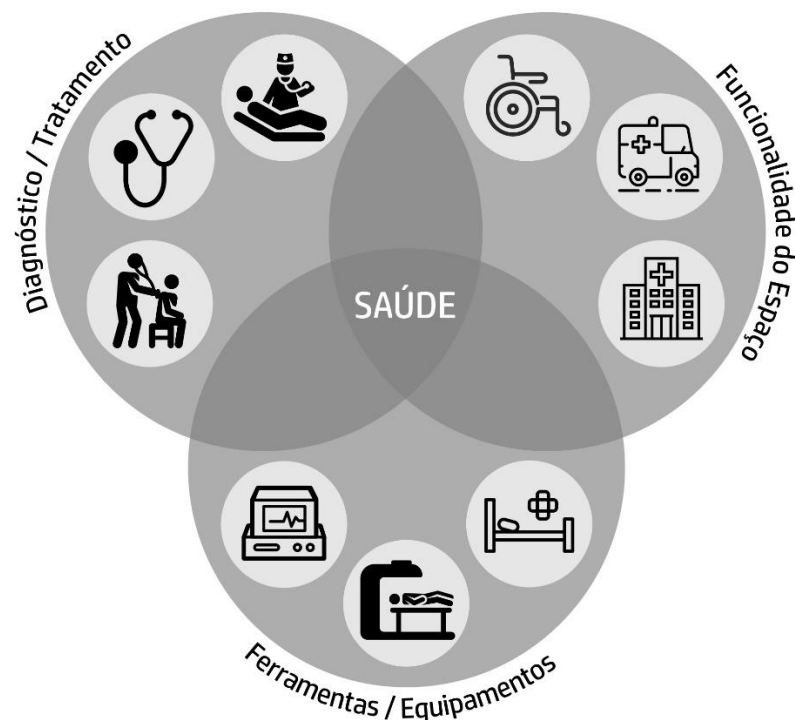 Diagnóstico / Tratamento
Funcionalidade do Espaço
SAÚDE
Ferramentas / Equipamentos